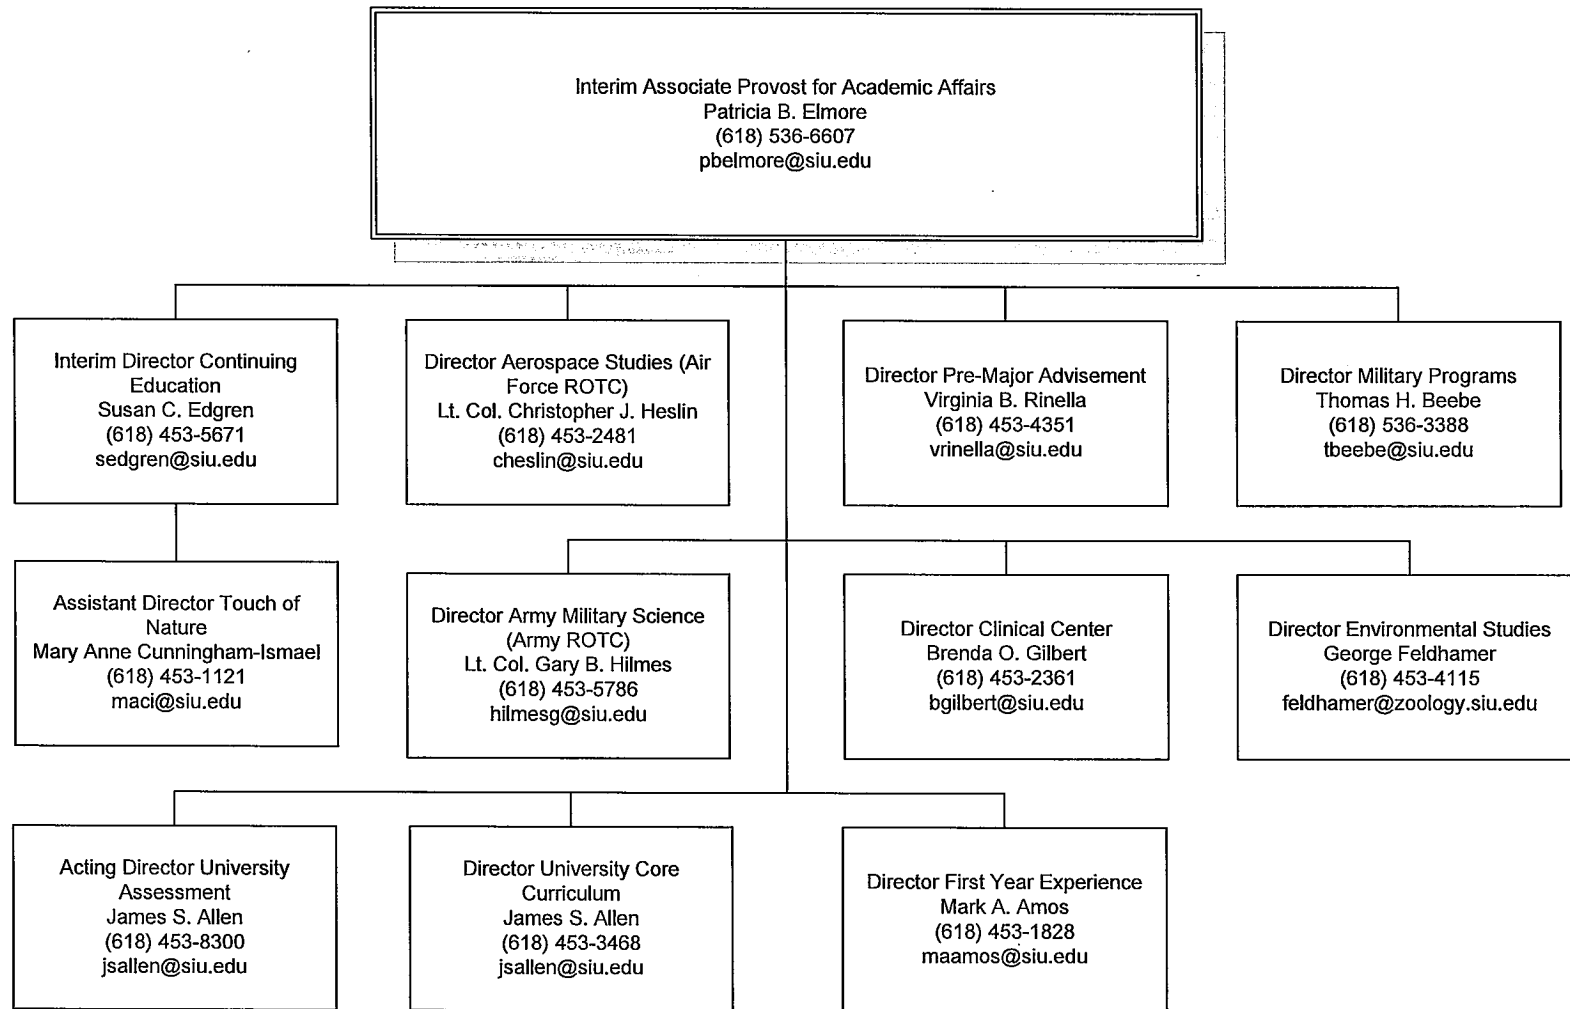 Interim Associate Provost for Academic Affairs
Patricia B. Elmore
(618) 536-6607
pbelmore@siu.edu
Interim Director Continuing
Education
Susan C. Edgren
(618) 453-5671
sedgren@siu.edu
Director Aerospace Studies (Air
Force ROTC)
Lt. Col. Christopher J. Heslin
(618) 453-2481
cheslin@siu.edu
Director Pre-Major Advisement
Virginia B. Rinella
(618) 453-4351
vrinella@siu.edu
Director Military Programs
Thomas H. Beebe
(618) 536-3388
tbeebe@siu.edu
Assistant Director Touch of
Nature
Mary Anne Cunningham-Ismael
(618) 453-1121
maci@siu.edu
Director Army Military Science
(Army ROTC)
Lt. Col. Gary B. Hilmes
(618) 453-5786
hilmesg@siu.edu
Director Clinical Center
Brenda O. Gilbert
(618) 453-2361
bgilbert@siu.edu
Director Environmental Studies
George Feldhamer
(618) 453-4115
feldhamer@zoology.siu.edu
Acting Director University
Assessment
James S. Allen
(618) 453-8300
jsallen@siu.edu
Director University Core
Curriculum
James S. Allen
(618) 453-3468
jsallen@siu.edu
Director First Year Experience
Mark A. Amos
(618) 453-1828
maamos@siu.edu